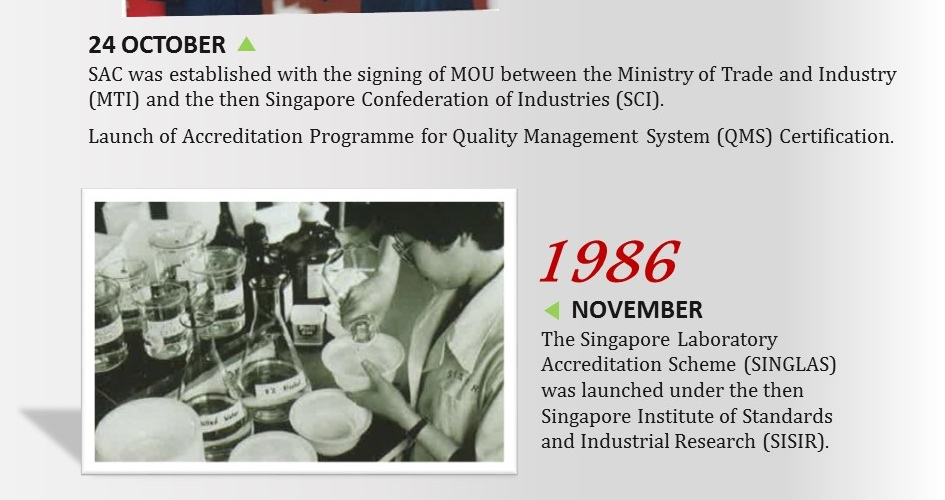 24 OCTOBER
SAC was established with the signing of MOU between the Ministry of Trade and Industry
(MTI) and the then Singapore Confederation of Industries (SCI).
Launch of Accreditation Programme for Quality Management System (QMS) Certification.
1986
NOVEMBER
The Singapore Laboratory
Accreditation Scheme (SINGLAS)
was launched under the then
Singapore Institute of Standards
and Industrial Research (SISIR).